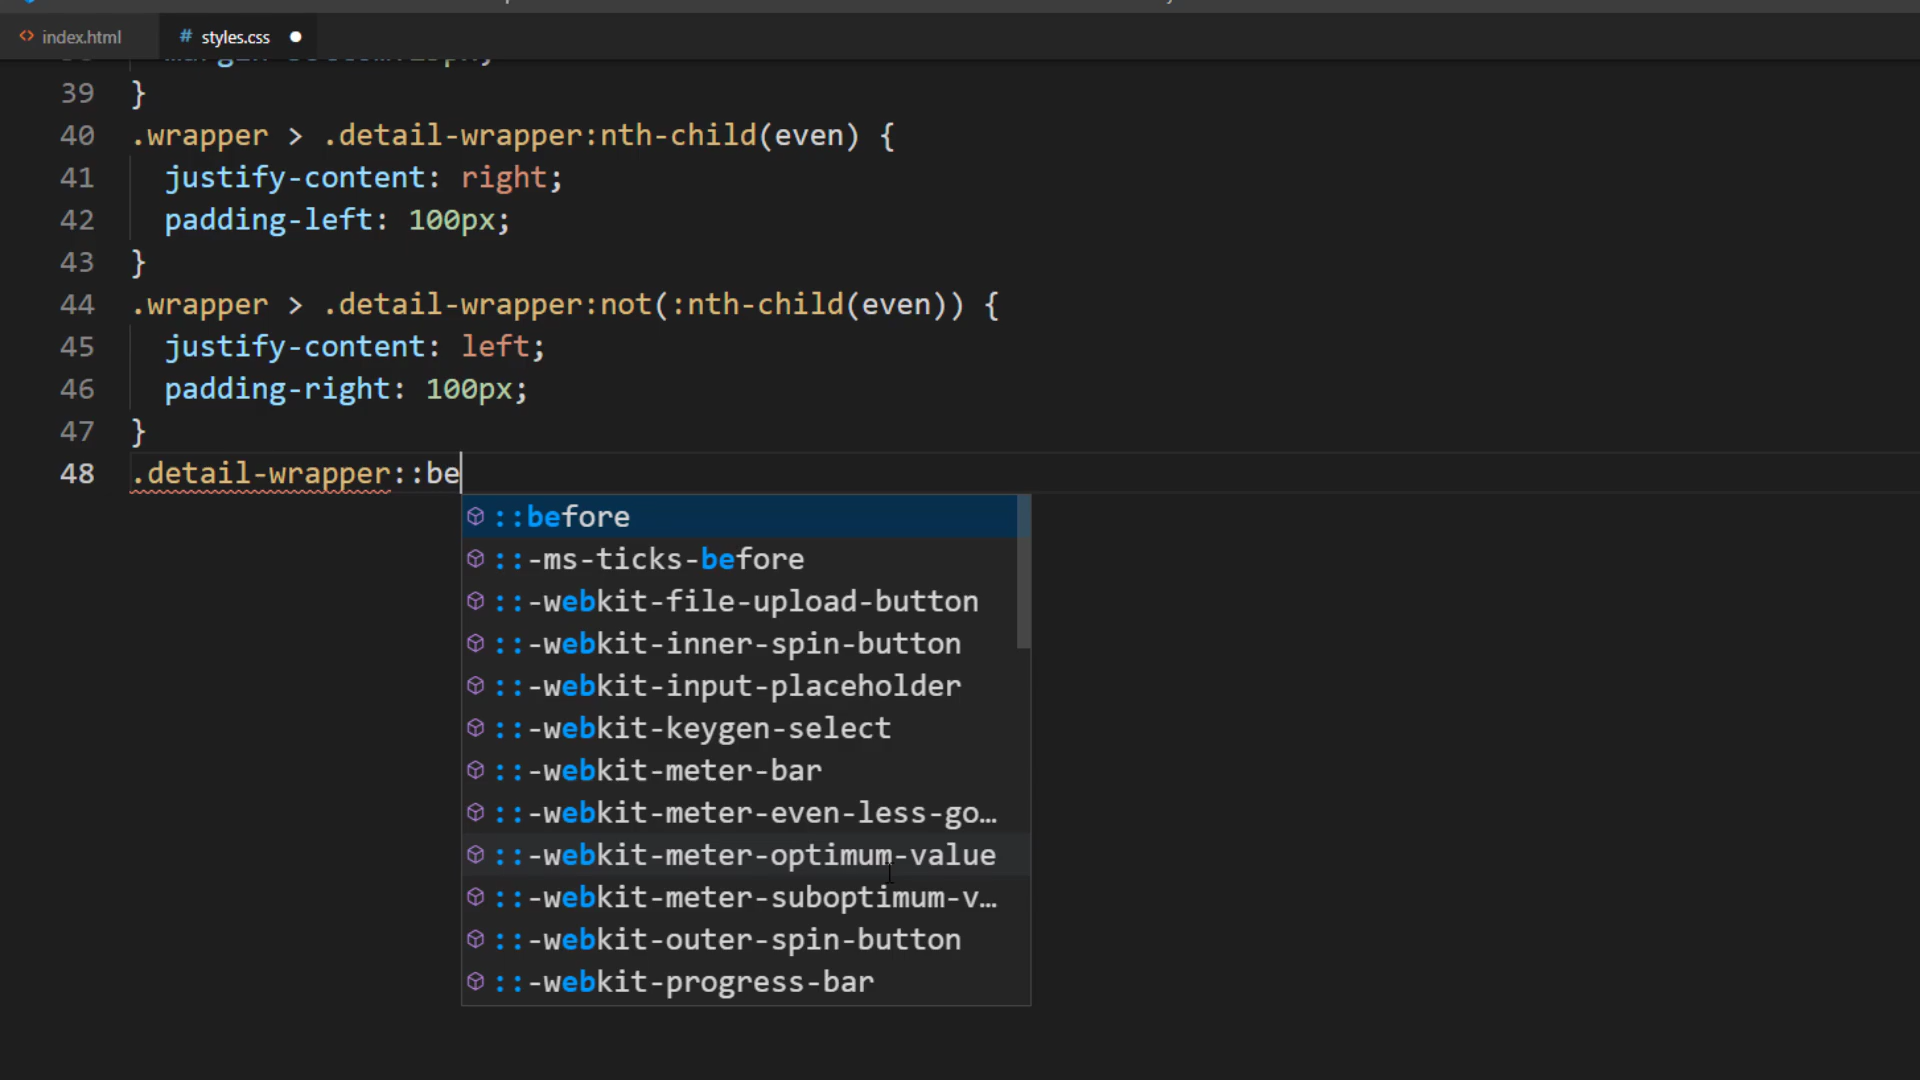 index.html
# styles.css
39 }
40 .wrapper > .detail-wrapper:nth-child(even) {
41 justify-content: right;
42 padding-left: 100px;
43 }
44 .wrapper > .detail-wrapper:not(:nth-child(even)) {
45 justify-content: left;
46 padding-right: 100px;
47 }
48 .detail-wrapper::be
::before
::-ms-ticks-before
::-webkit-file-upload-button
::-webkit-inner-spin-button
::-webkit-input-placeholder
::-webkit-keygen-select
::-webkit-meter-bar
::-webkit-meter-even-less-go…
::-webkit-meter-optimum-value
::-webkit-meter-suboptimum-v…
::-webkit-outer-spin-button
::-webkit-progress-bar